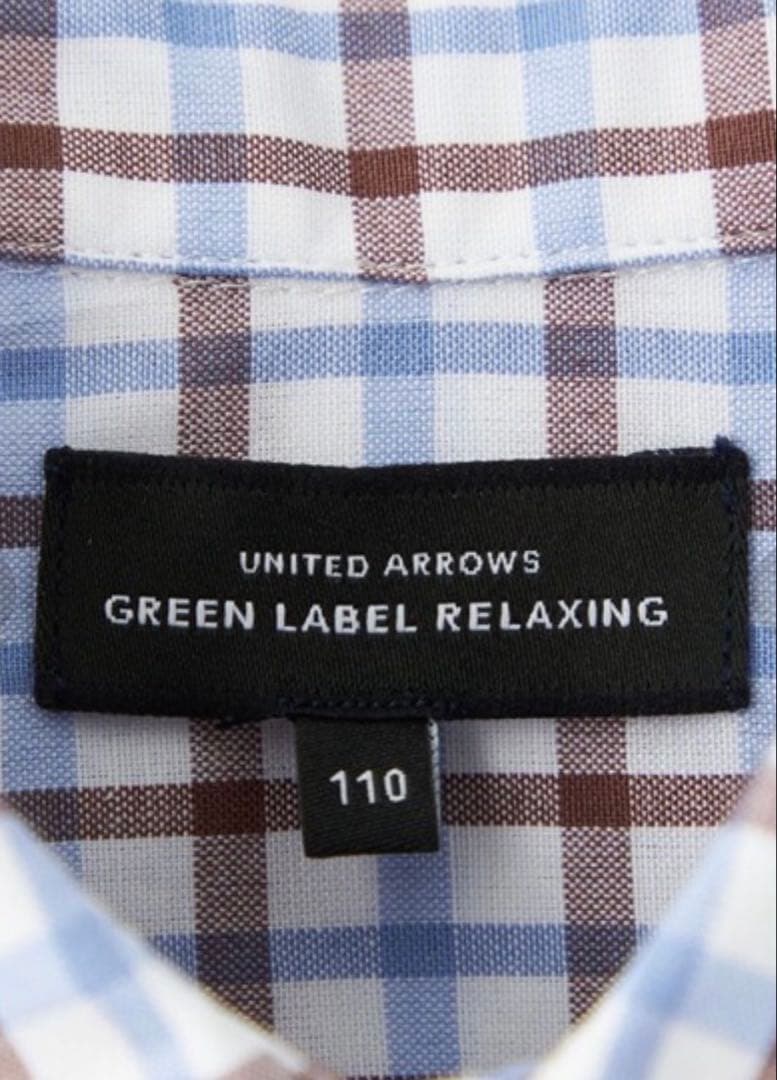 UNITED ARROWS
GREEN LABEL RELAXING
110